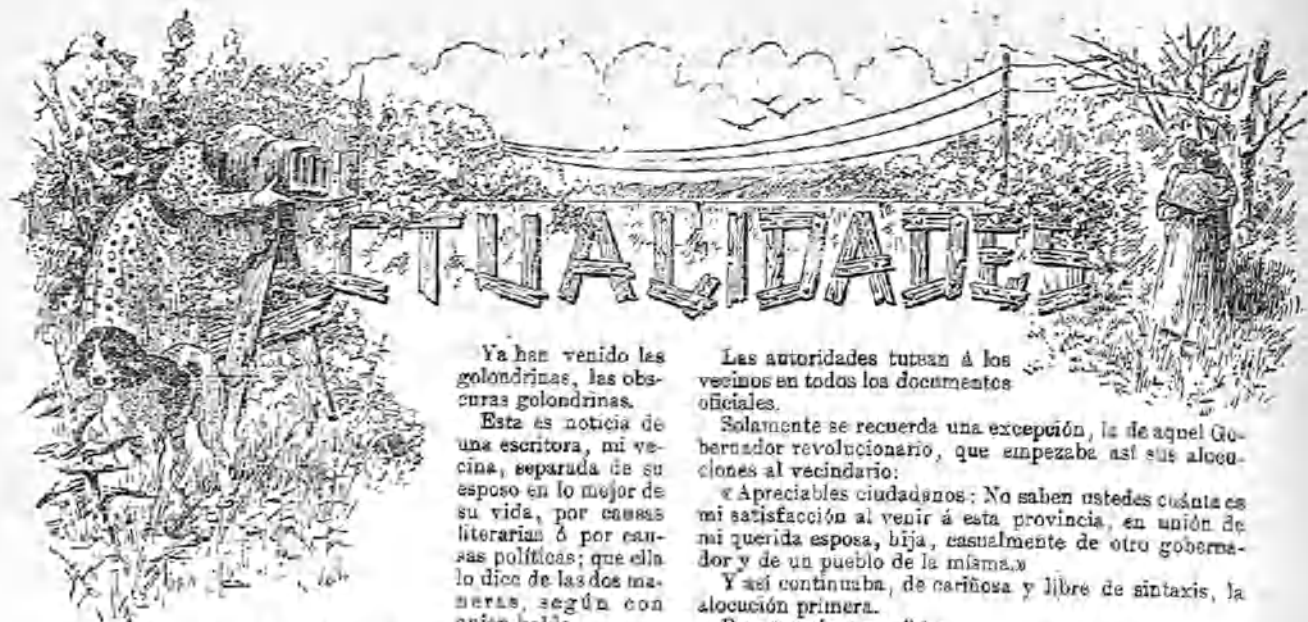 ACTUALIDADES
Ya han venido las
golondrinas, las obs-
curas golondrinas.
Esta es noticia de
una escritora, mi ve-
cina, separada de su
esposo en lo mejor de
su vida, por causas
literarias ó por cau-
sas políticas; que ella
lo dice de las dos ma-
neras, según con
Las autoridades tutean á los
vecinos en todos los documentos
oficiales.
Solamente se recuerda una excepción, la de aquel Go-
bernador revolucionario, que empezaba así sus alocu-
ciones al vecindario:
«Apreciables ciudadanos: No saben ustedes cuánta es
mi satisfacción al venir á esta provincia, en unión de
mi querida esposa, hija, casualmente de otro goberna-
dor y de un pueblo de la misma.»
Y así continuaba, de cariñosa y libre de sintaxis, la
alocución primera.